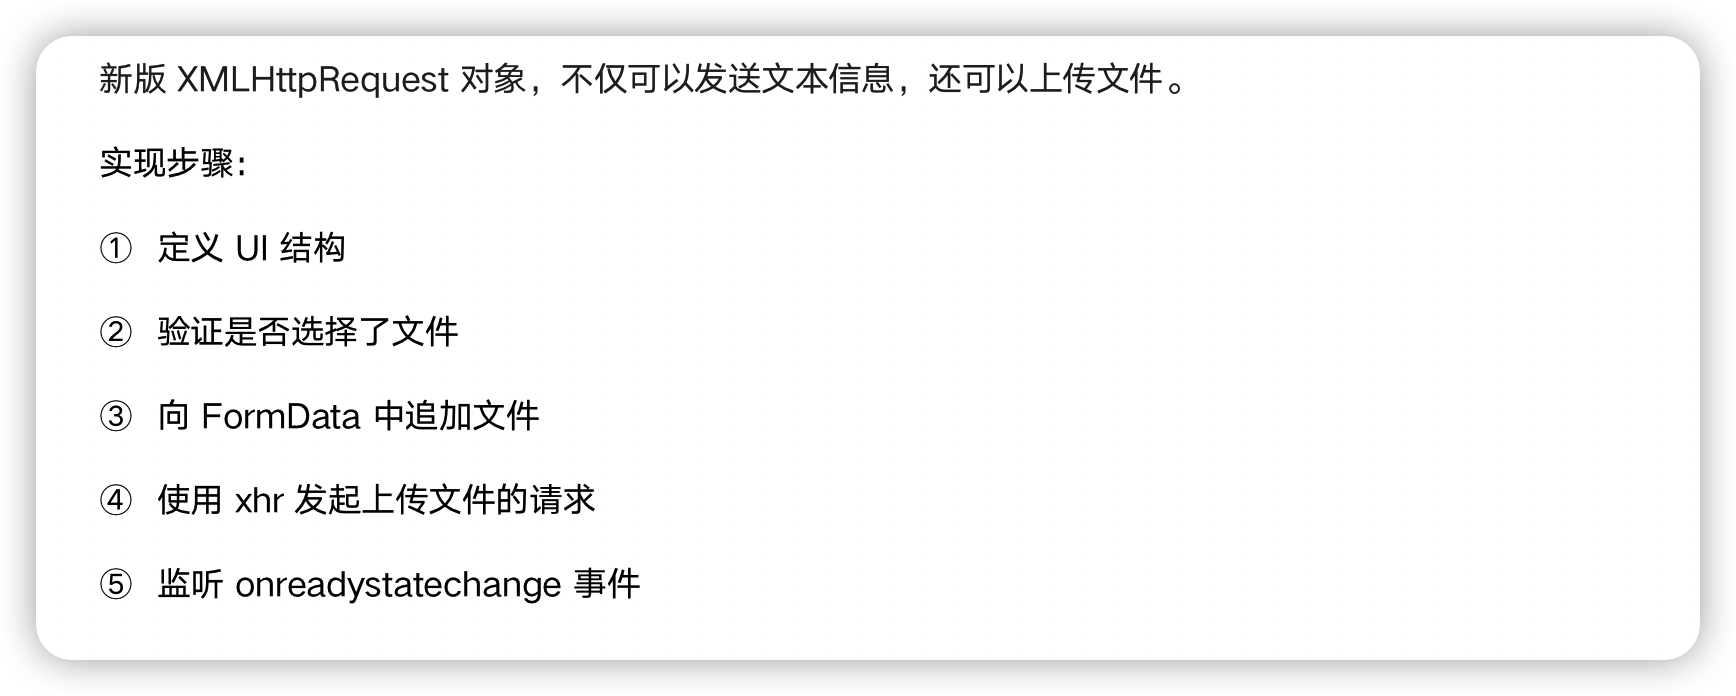 新版 XMLHttpRequest 对象，不仅可以发送文本信息，还可以上传文件。
实现步骤：
① 定义 UI 结构
② 验证是否选择了文件
③ 向 FormData 中追加文件
④ 使用 xhr 发起上传文件的请求
⑤ 监听 onreadystatechange 事件